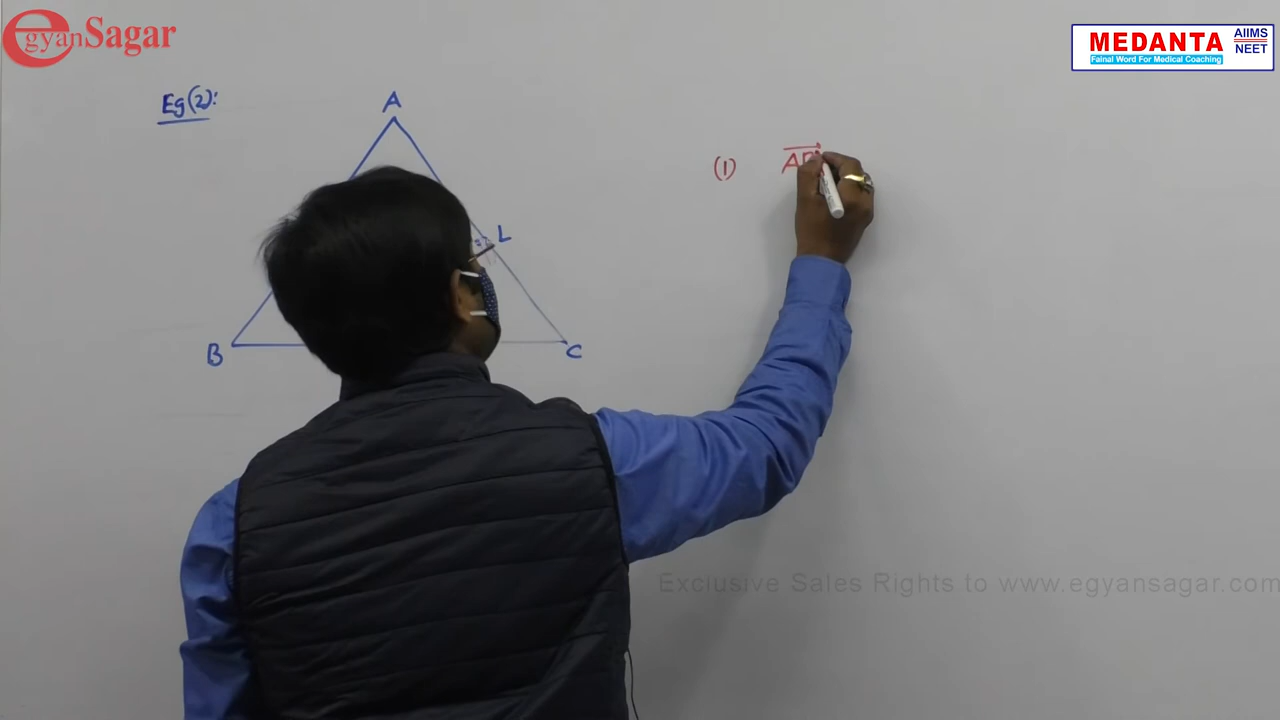 egyanSagar
MEDANTA AIIMS NEET
Fainal Word For Medical Coaching
Eg(2):
A
(1)
L
B
C
Exclusive Sales Rights to www.egyansagar.com